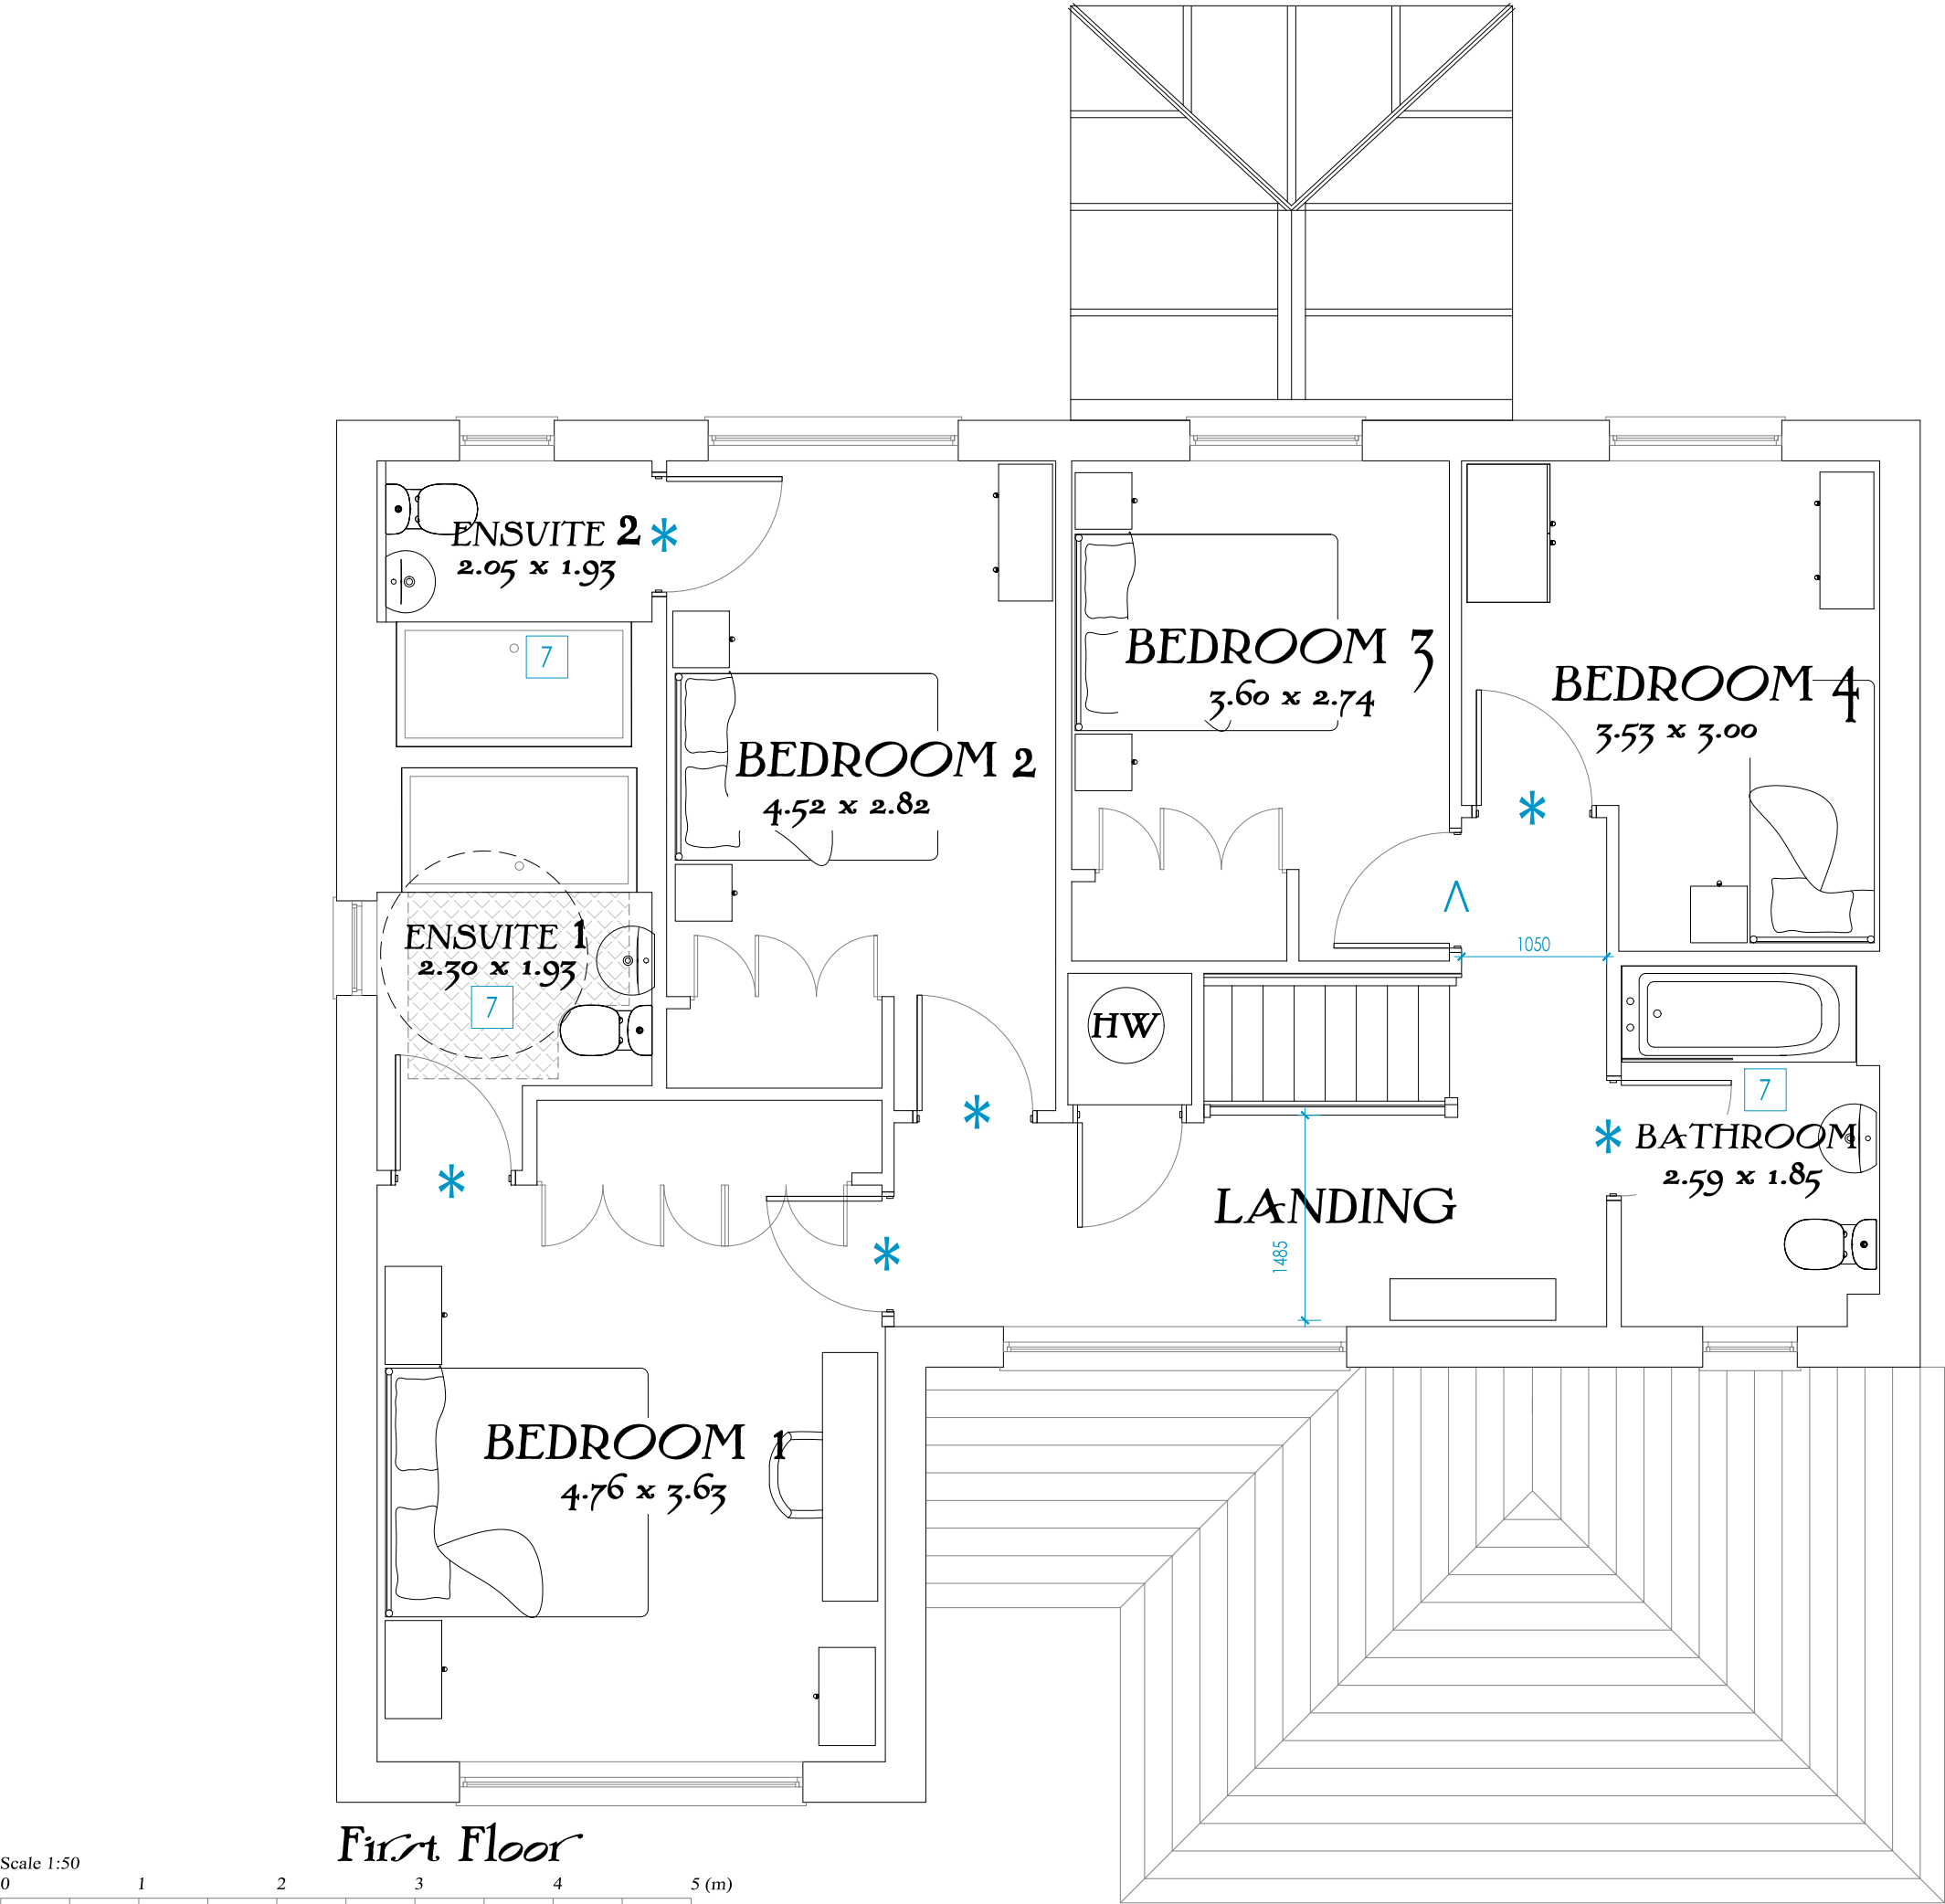 ENSUITE 2
2.05 x 1.93
*
7
BEDROOM 2
4.52 x 2.82
BEDROOM 3
3.60 x 2.74
BEDROOM 4
3.53 x 3.00
*
^
1050
ENSUITE 1
2.30 x 1.93
7
HW
*
*
*
7
*
BATHROOM
2.59 x 1.85
LANDING
1485
BEDROOM 1
4.76 x 3.63
First Floor
Scale 1:50
0 1 2 3 4 5 (m)